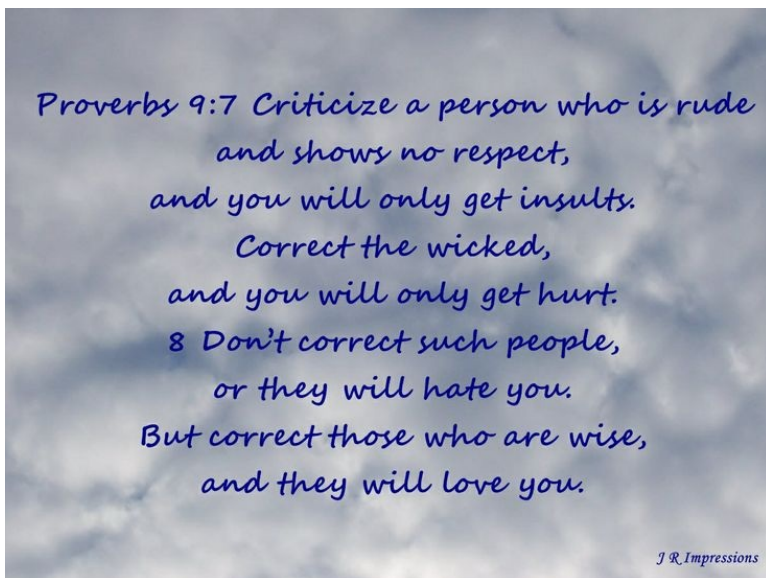 Proverbs 9:7 Criticize a person who is rude
and shows no respect,
and you will only get insults.
Correct the wicked,
and you will only get hurt.
8 Don't correct such people,
or they will hate you.
But correct those who are wise,
and they will love you.
J R Impressions